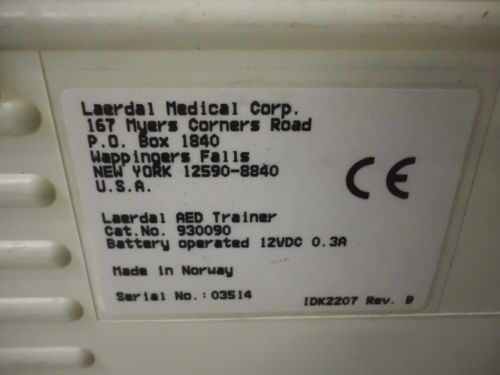 Laerdal Medical Corp.
167 Myers Corners Road
P.O. Box 1840
Wappingers Falls
NEW YORK 12590-8840
U.S.A.
CE
Laerdal AED Trainer
Cat.No. 930090
Battery operated 12VDC 0.3A
Made in Norway
Serial No.: 03514
IDK2207 Rev. B